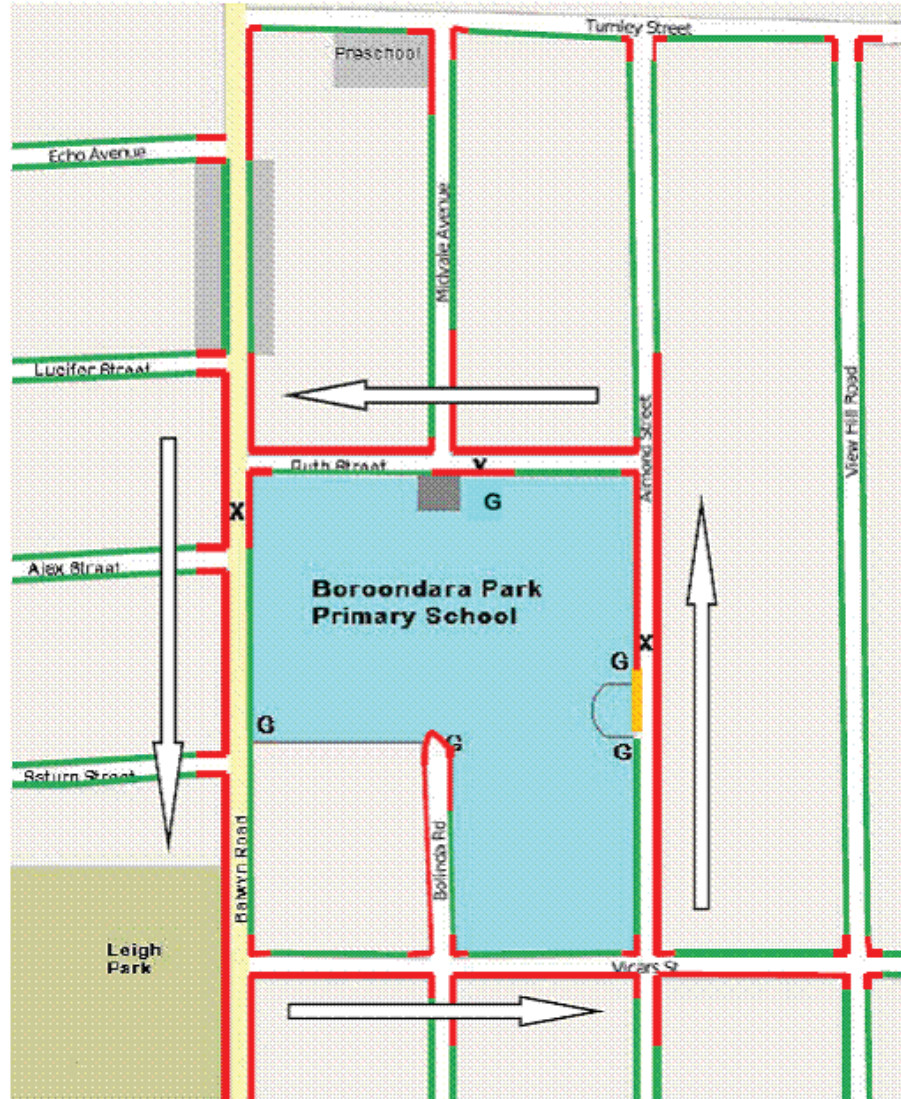 Turnley Street
Preschool
Echo Avenue
Midvale Avenue
Lucifer Street
Almond Street
View Hill Road
Ruth Street
X
G
X
Ajax Street
Boroondara Park
Primary School
X
G
G
G
G
Saturn Street
Balwyn Road
Bolinda Rd
Leigh
Park
Vicars St